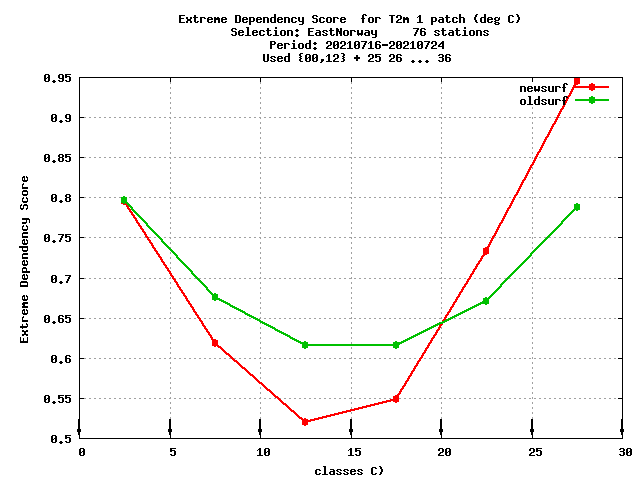 Extreme Dependency Score  for T2m 1 patch (deg C)
Selection: EastNorway     76 stations
Period: 20210716-20210724
Used {00,12} + 25 26 ... 36
newsurf
oldsurf
0.95
0.9
0.85
0.8
0.75
0.7
0.65
0.6
0.55
0.5
Extreme Dependency Score
0 5 10 15 20 25 30
classes C)